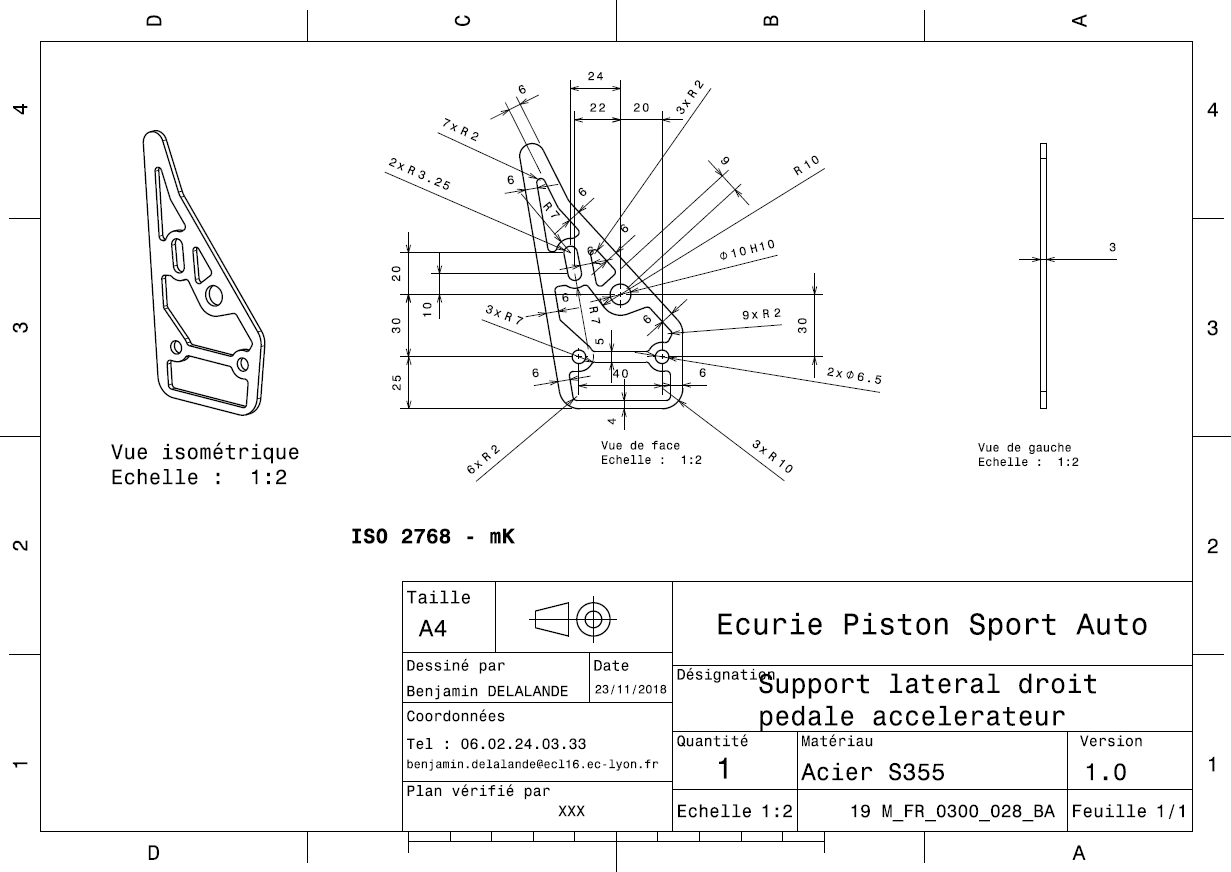 D
C
B
A
4
4
3
3
2
2
1
1
D
A
24
22
20
6
7xR2
3xR2
2xR3.25
6
R7
6
9
R10
6
6
Φ10H10
20
10
30
25
3xR7
6
R7
5
6
9xR2
30
2xΦ6.5
6
40
6
4
6xR2
3xR10
3
Vue isométrique
Echelle :  1:2
Vue de face
Echelle :  1:2
Vue de gauche
Echelle :  1:2
ISO 2768 - mK
Taille
A4
Dessiné par
Benjamin DELALANDE
Date
23/11/2018
Coordonnées
Tel : 06.02.24.03.33
benjamin.delalande@ecl16.ec-lyon.fr
Plan vérifié par
XXX
Ecurie Piston Sport Auto
Désignation
Support lateral droit
pedale accelerateur
Quantité
1
Matériau
Acier S355
Version
1.0
Echelle 1:2
19 M_FR_0300_028_BA
Feuille 1/1